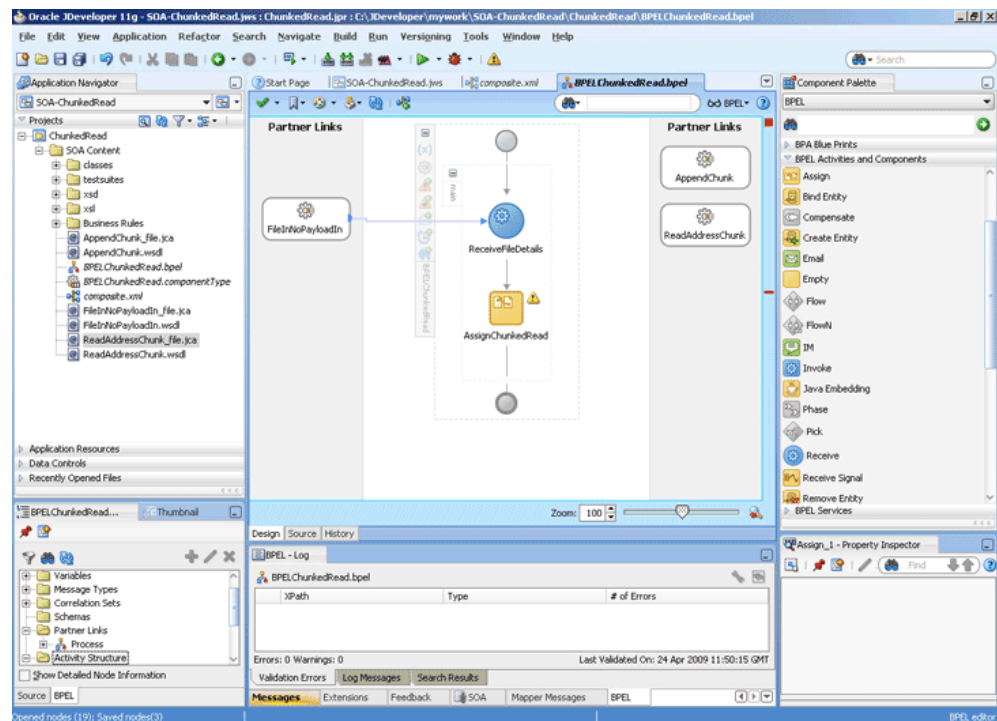 Oracle JDeveloper 11g - SOA-ChunkedRead.jws : ChunkedRead.jpr : C:\JDeveloper\mywork\SOA-ChunkedRead\ChunkedRead\BPELChunkedRead.bpel
File Edit View Application Refactor Search Navigate Build Run Versioning Tools Window Help
Search
Application Navigator
SOA-ChunkedRead
Projects
ChunkedRead
SOA Content
classes
testsuites
xsd
xsl
Business Rules
AppendChunk_file.jca
AppendChunk.wsdl
BPELChunkedRead.bpel
BPELChunkedRead.componentType
composite.xml
FileInNoPayloadIn_file.jca
FileInNoPayloadIn.wsdl
ReadAddressChunk_file.jca
ReadAddressChunk.wsdl
Application Resources
Data Controls
Recently Opened Files
BPELChunkedRead...
Thumbnail
Variables
Message Types
Correlation Sets
Schemas
Partner Links
Process
Activity Structure
Show Detailed Node Information
Source BPEL
Opened nodes (19); Saved nodes(3)
Start Page SOA-ChunkedRead.jws composite.xml BPELChunkedRead.bpel
BPEL
Partner Links
FileInNoPayloadIn
main
BPELChunkedRead
ReceiveFileDetails
AssignChunkedRead
Partner Links
AppendChunk
ReadAddressChunk
Zoom: 100
Design Source History
BPEL - Log
BPELChunkedRead.bpel
XPath Type # of Errors
Errors: 0 Warnings: 0 Last Validated On: 24 Apr 2009 11:50:15 GMT
Validation Errors Log Messages Search Results
Messages Extensions Feedback SOA Mapper Messages BPEL
Component Palette
BPEL
BPA Blue Prints
BPEL Activities and Components
Assign
Bind Entity
Compensate
Create Entity
Email
Empty
Flow
FlowN
IM
Invoke
Java Embedding
Phase
Pick
Receive
Receive Signal
Remove Entity
BPEL Services
Assign_1 - Property Inspector
Find
BPEL editor